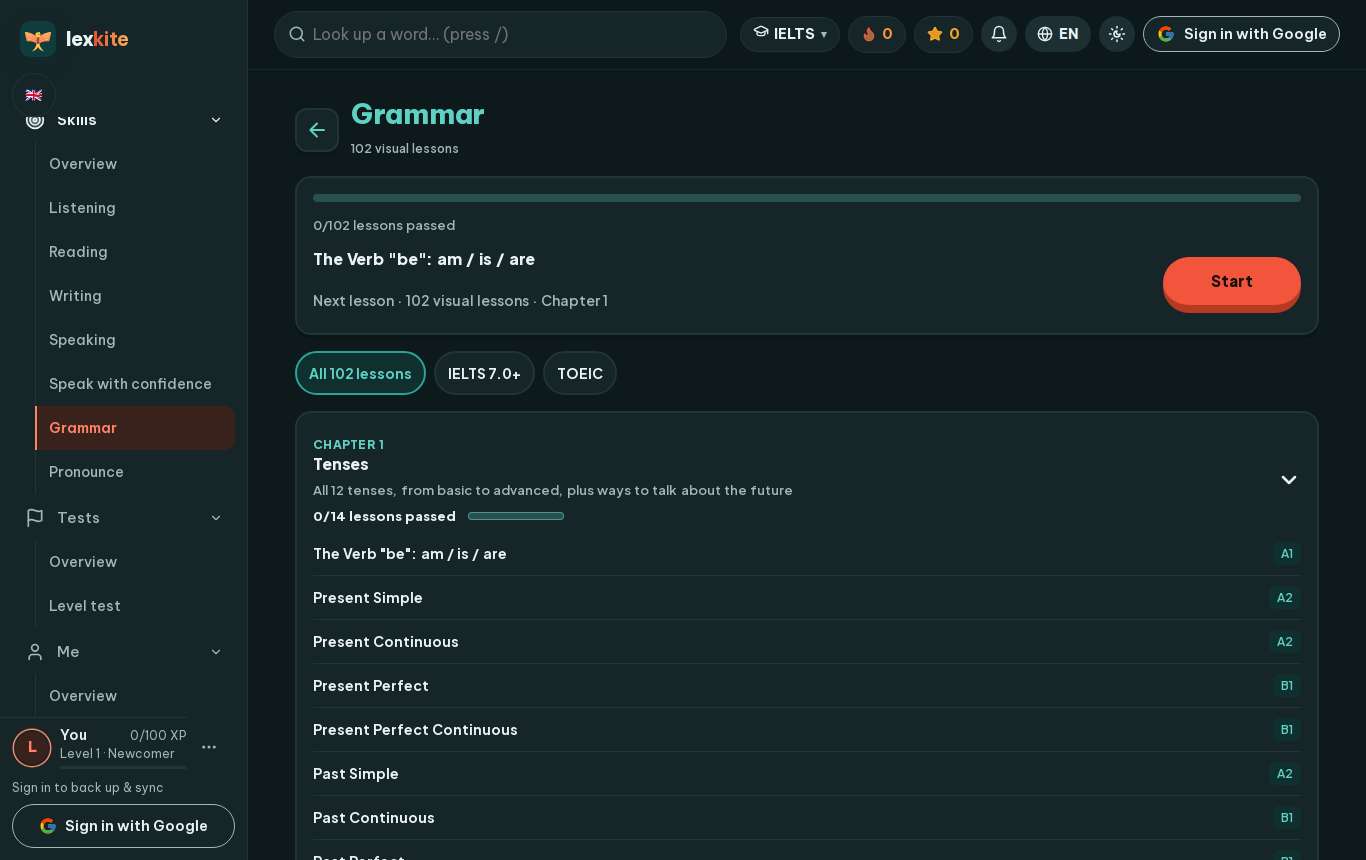 lexkite
Skills
Overview
Listening
Reading
Writing
Speaking
Speak with confidence
Grammar
Pronounce
Tests
Overview
Level test
Me
Overview
L
You
0/100 XP
Level 1 · Newcomer
Sign in to back up & sync
Sign in with Google
Look up a word... (press /)
IELTS
0
0
EN
Sign in with Google
Grammar
102 visual lessons
0/102 lessons passed
The Verb "be": am / is / are
Next lesson · 102 visual lessons · Chapter 1
Start
All 102 lessons
IELTS 7.0+
TOEIC
CHAPTER 1
Tenses
All 12 tenses, from basic to advanced, plus ways to talk about the future
0/14 lessons passed
The Verb "be": am / is / are A1
Present Simple A2
Present Continuous A2
Present Perfect B1
Present Perfect Continuous B1
Past Simple A2
Past Continuous B1
Past Perfect B1